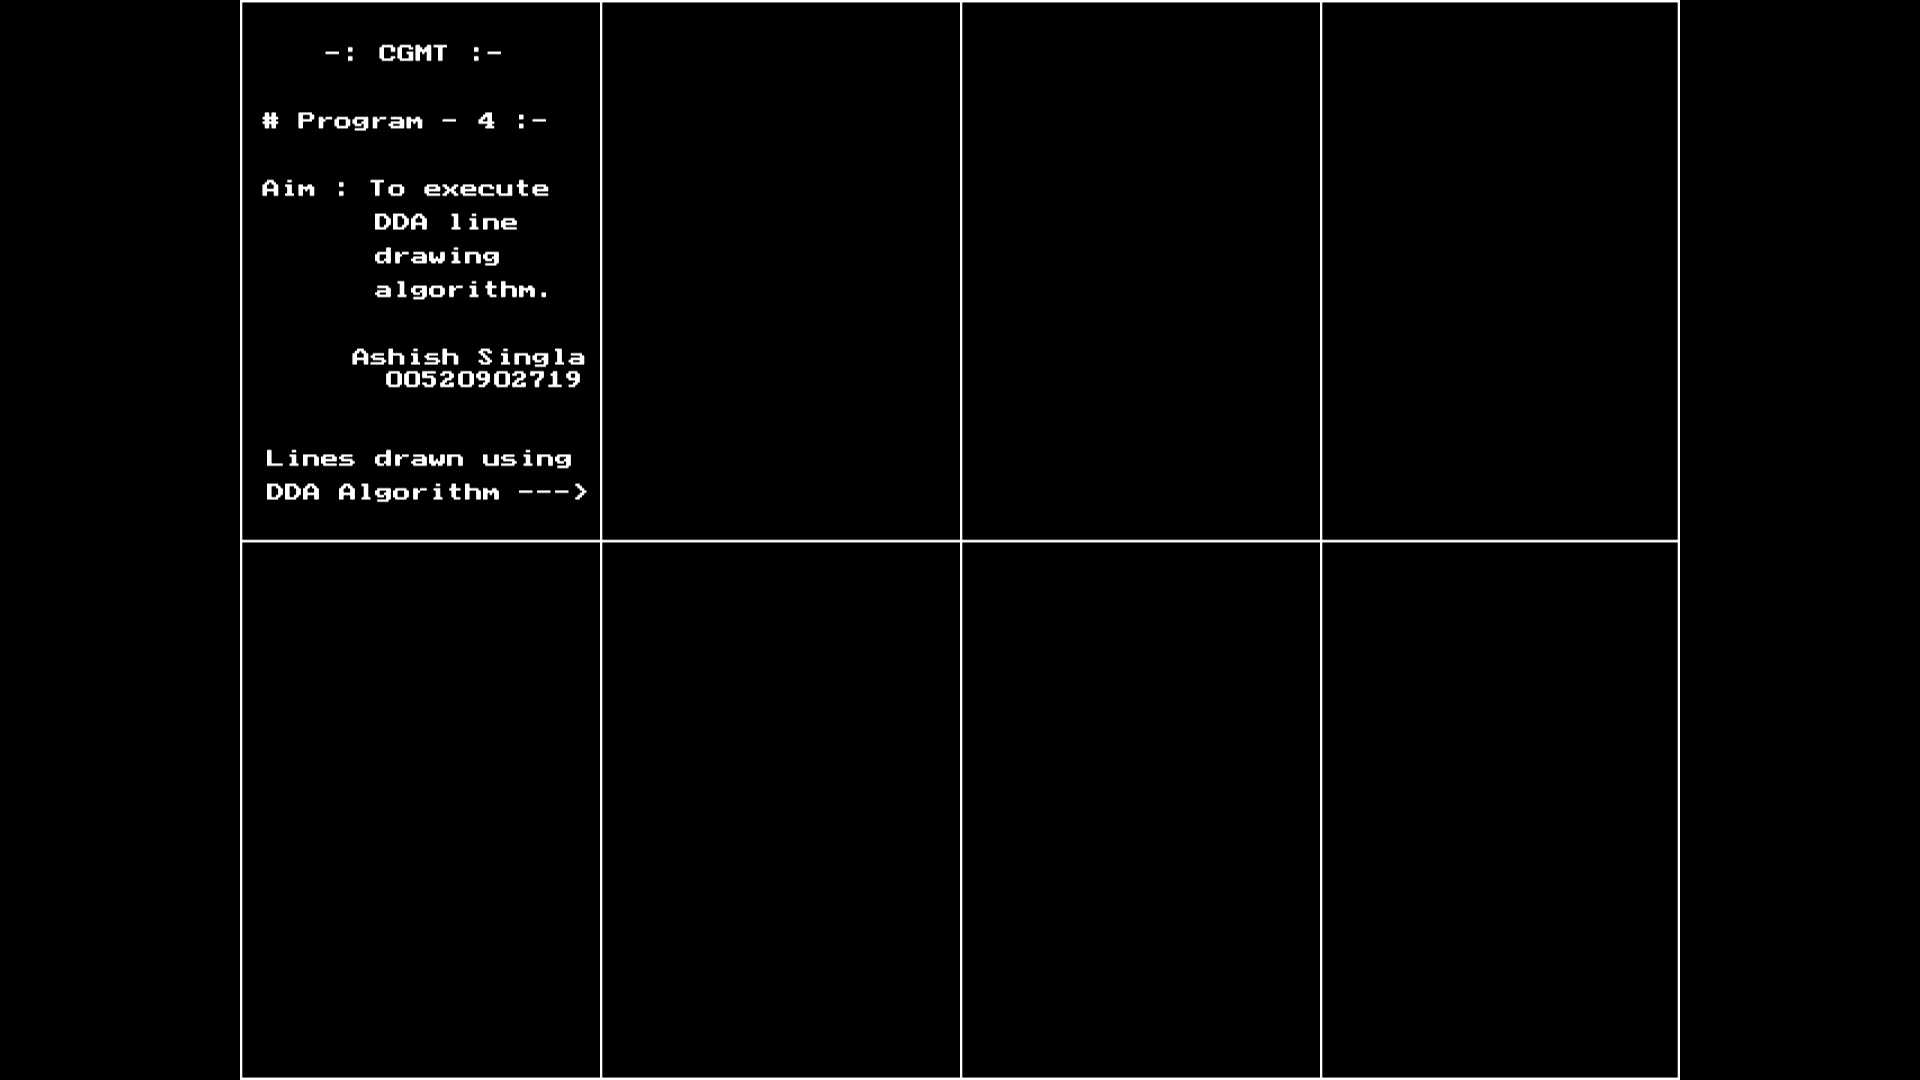 -: CGMT :-
# Program - 4 :-
Aim : To execute
DDA line
drawing
algorithm.
Ashish Singla
00520902719
Lines drawn using
DDA Algorithm --->